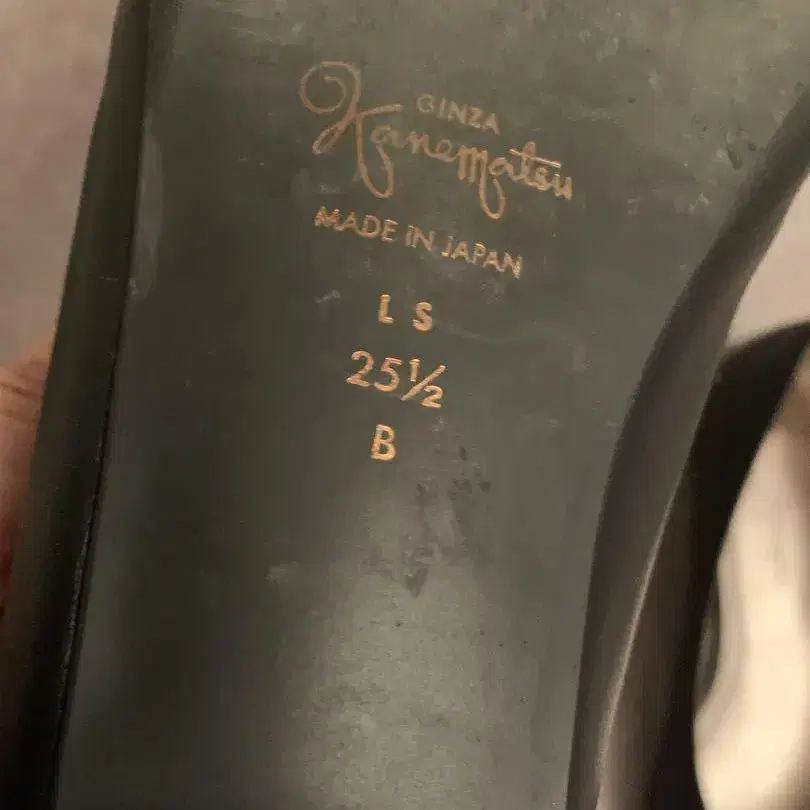 GINZA
Kanematsu
MADE IN JAPAN
L S
25½
B